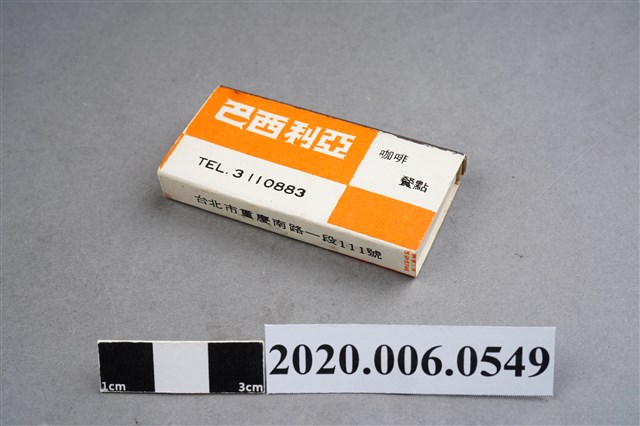 巴西利亞
咖啡
餐點
TEL.3110883
台北市重慶南路一段111號
1cm
3cm
2020.006.0549